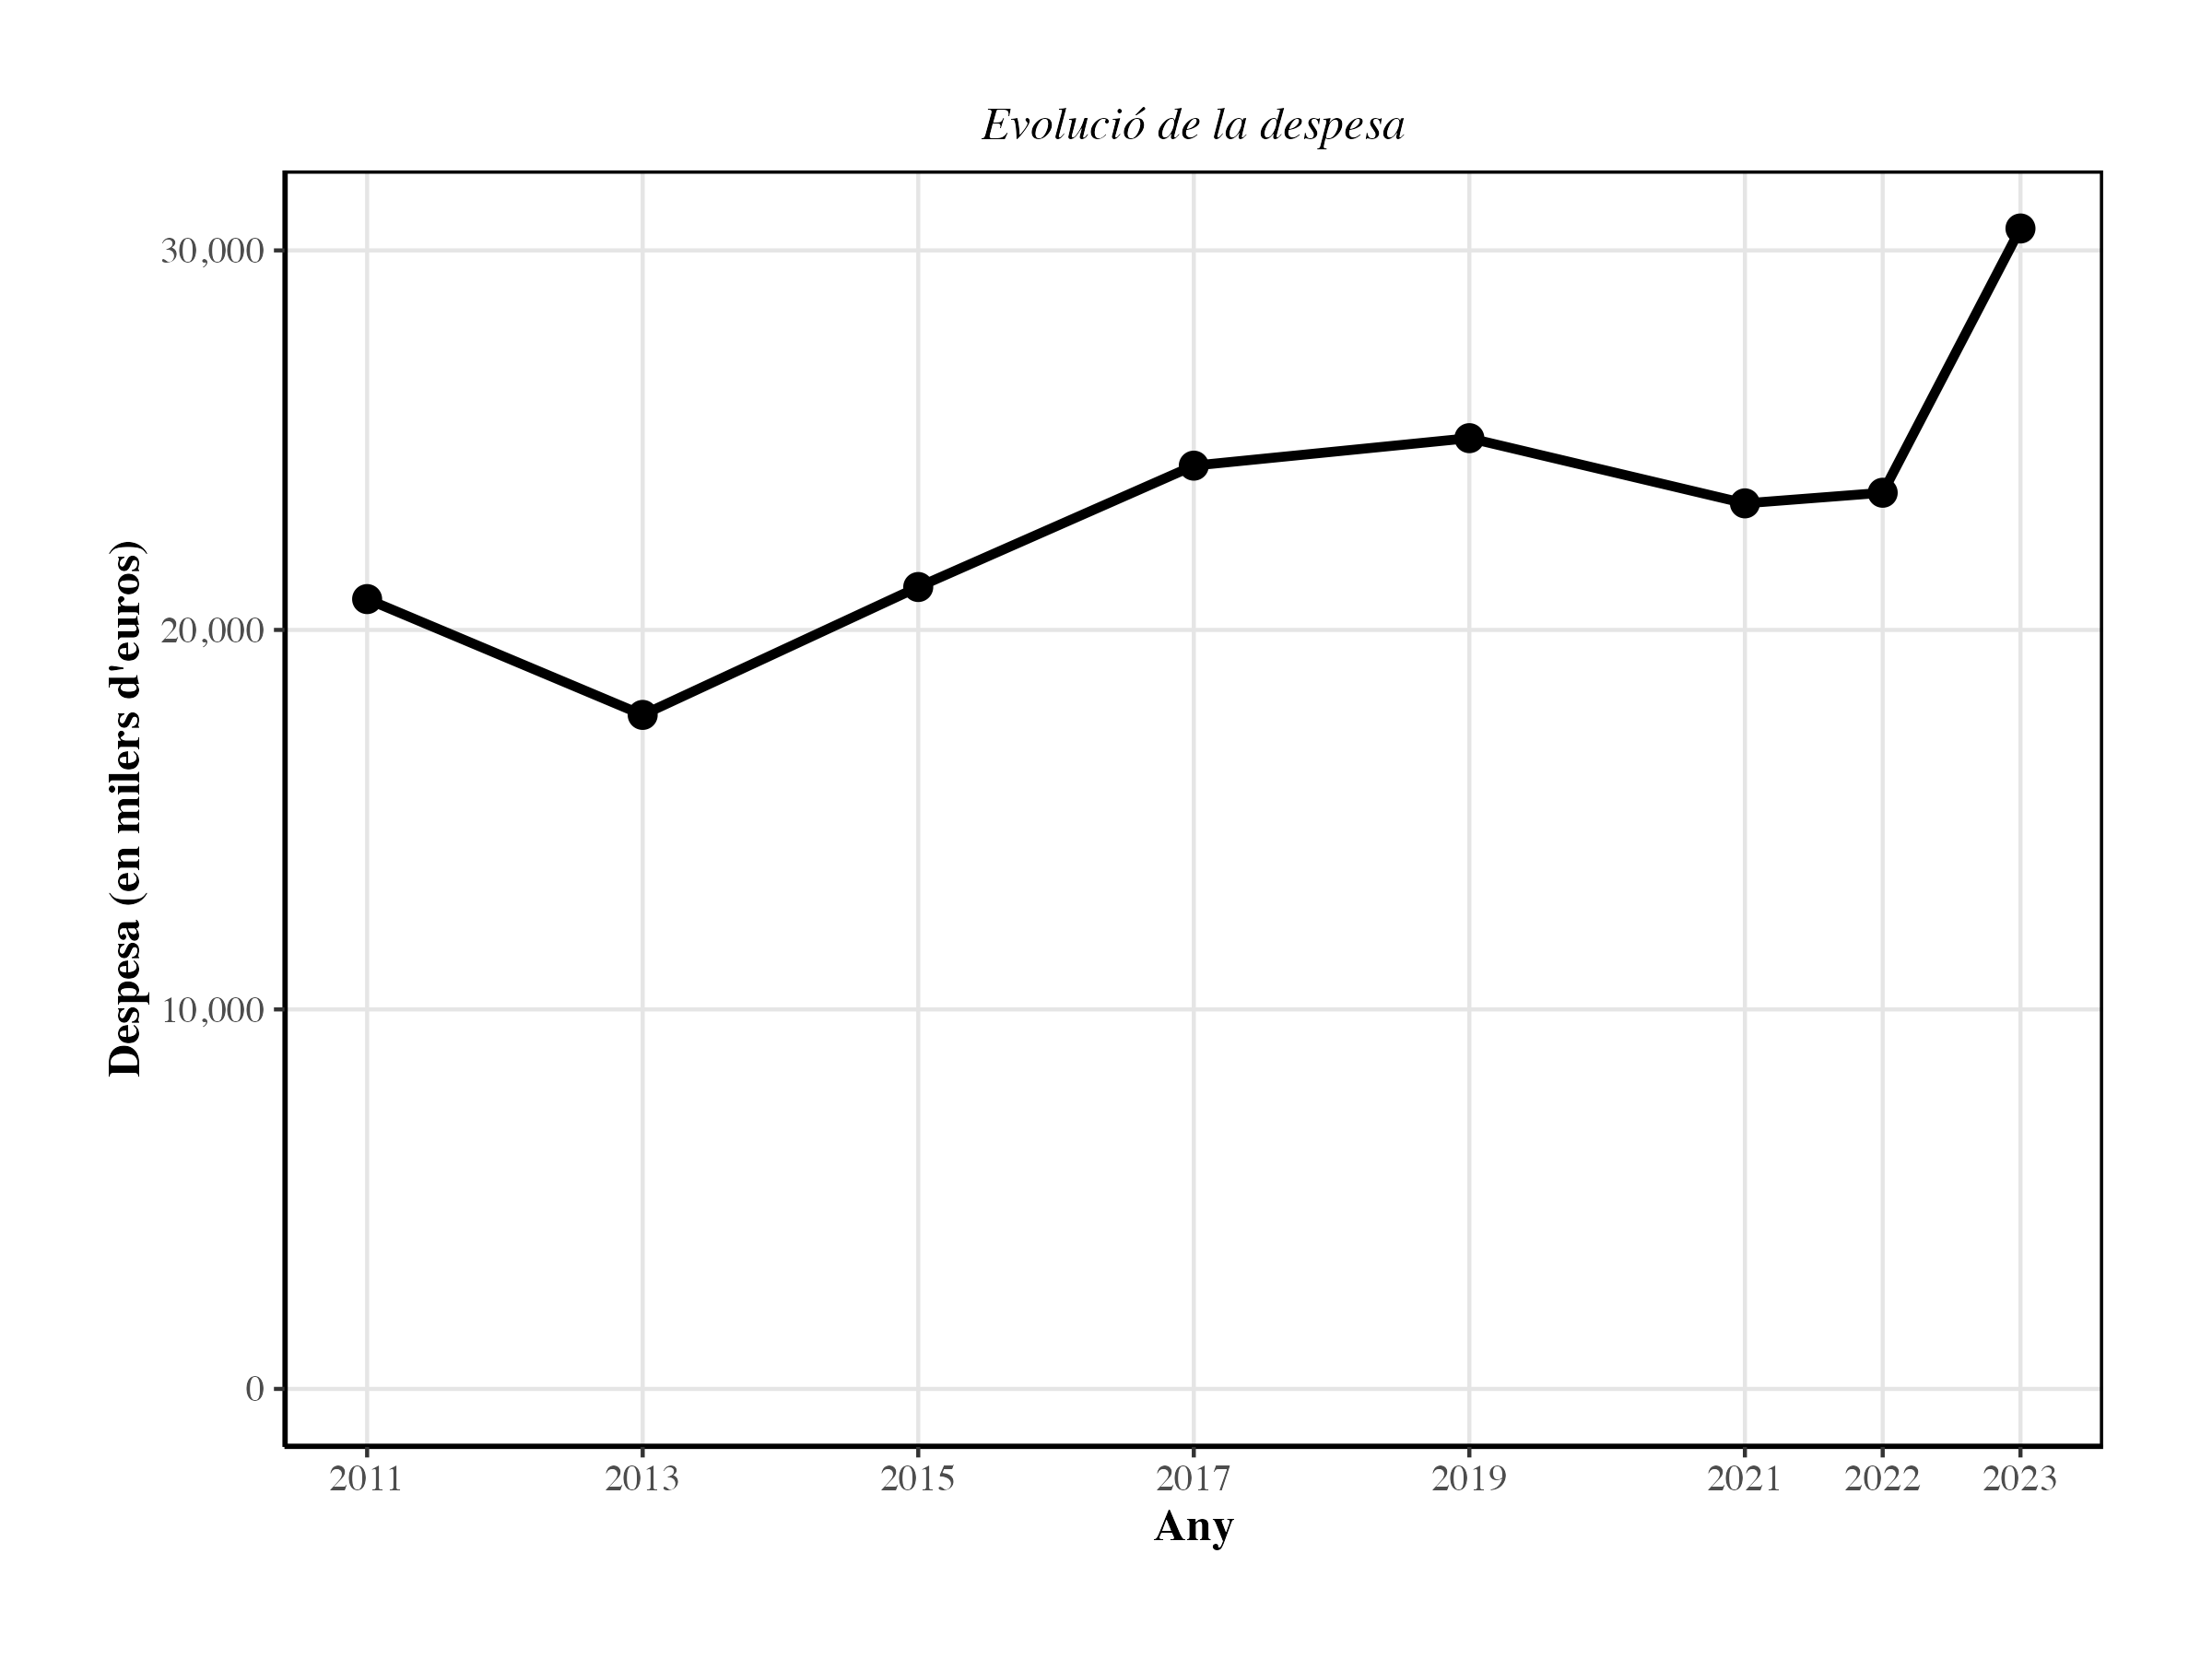 Evolució de la despesa
Despesa (en milers d'euros)
30,000
20,000
10,000
0
2011 2013 2015 2017 2019 2021 2022 2023
Any